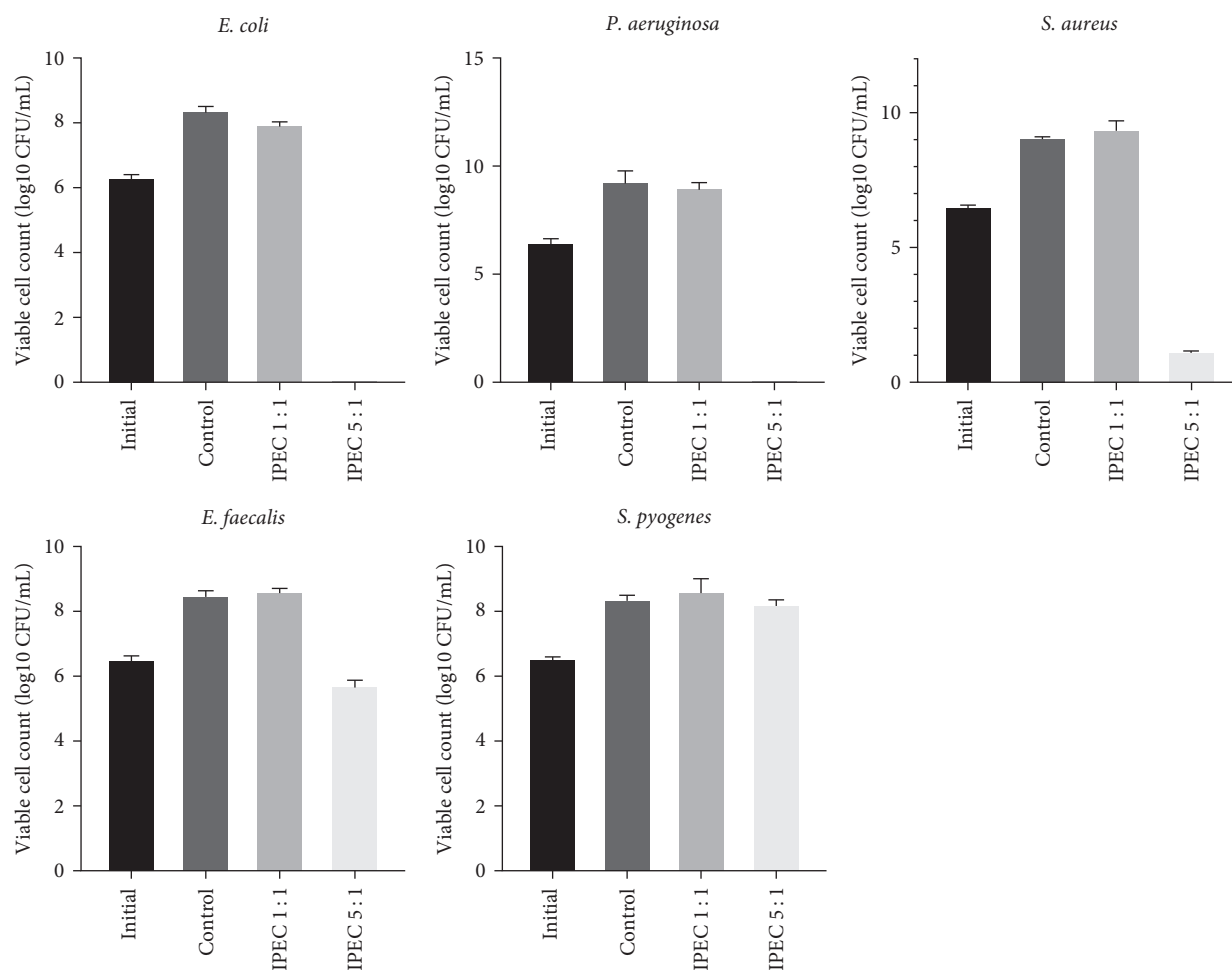 E. coli
Viable cell count (log10 CFU/mL)
10
8
6
4
2
0
Initial
Control
IPEC 1 : 1
IPEC 5 : 1
P. aeruginosa
Viable cell count (log10 CFU/mL)
15
10
5
0
Initial
Control
IPEC 1 : 1
IPEC 5 : 1
S. aureus
Viable cell count (log10 CFU/mL)
10
5
0
Initial
Control
IPEC 1 : 1
IPEC 5 : 1
E. faecalis
Viable cell count (log10 CFU/mL)
10
8
6
4
2
0
Initial
Control
IPEC 1 : 1
IPEC 5 : 1
S. pyogenes
Viable cell count (log10 CFU/mL)
10
8
6
4
2
0
Initial
Control
IPEC 1 : 1
IPEC 5 : 1